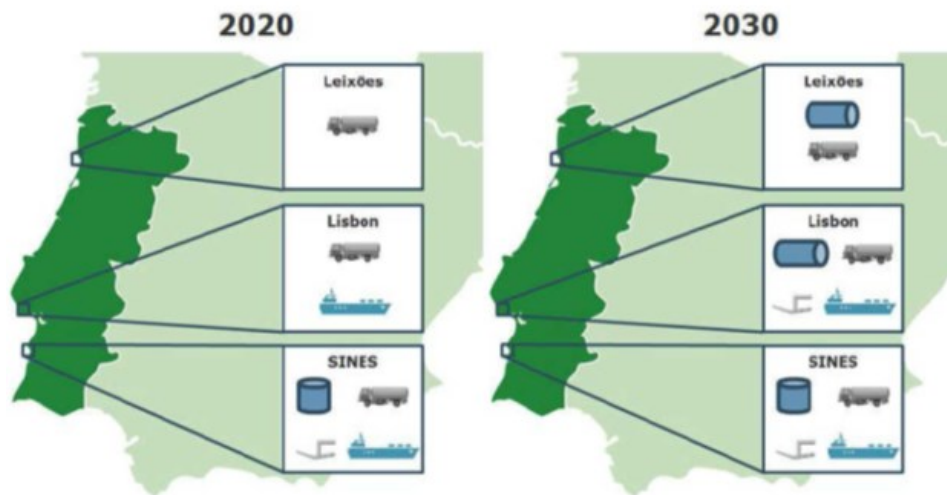 2020
2030
Leixões
Leixões
Lisbon
Lisbon
SINES
SINES